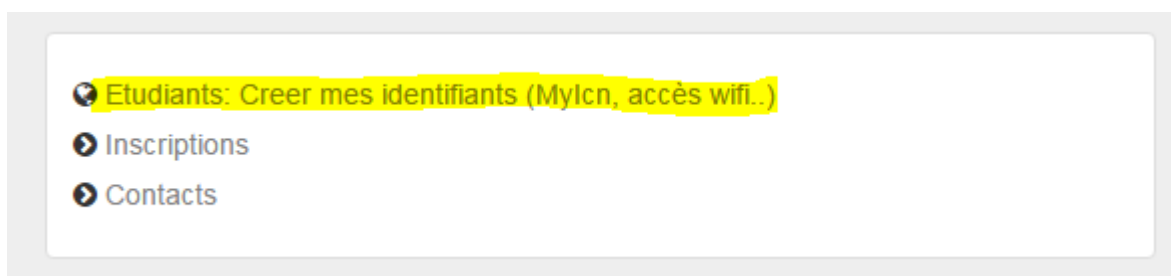 Etudiants: Creer mes identifiants (MyIcn, accès wifi..)
Inscriptions
Contacts